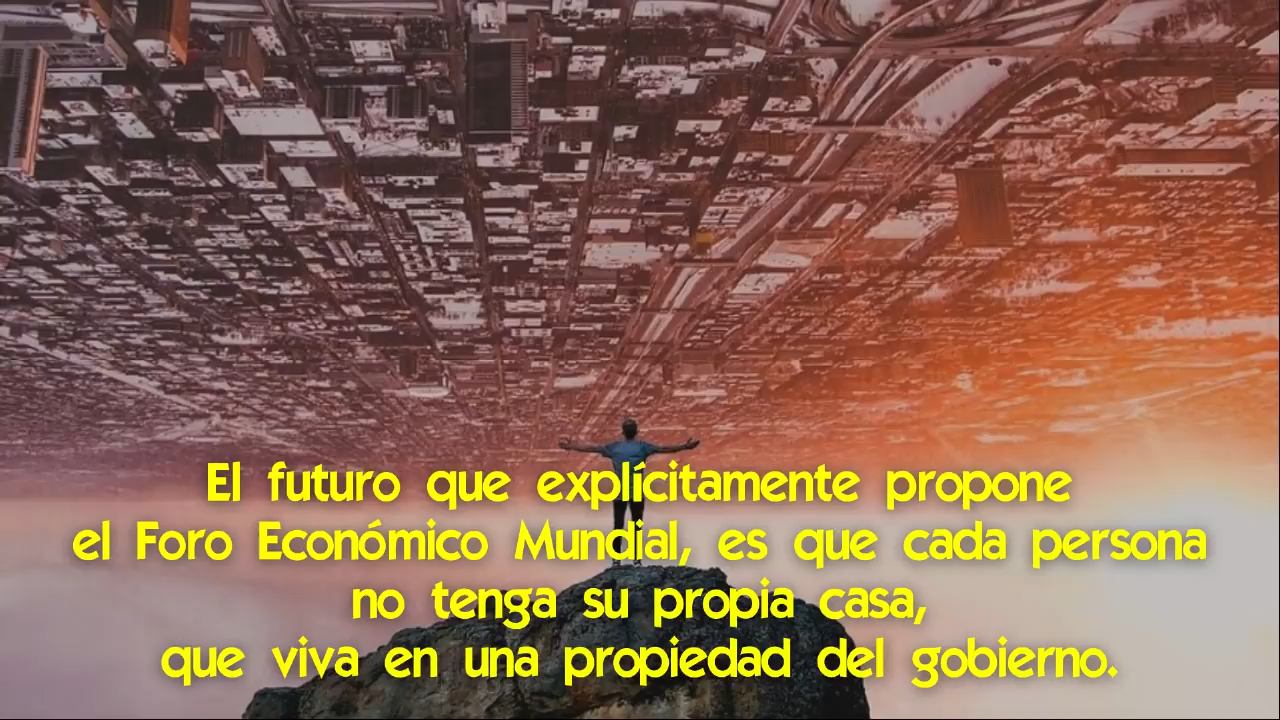 El futuro que explícitamente propone
el Foro Económico Mundial, es que cada persona
no tenga su propia casa,
que viva en una propiedad del gobierno.